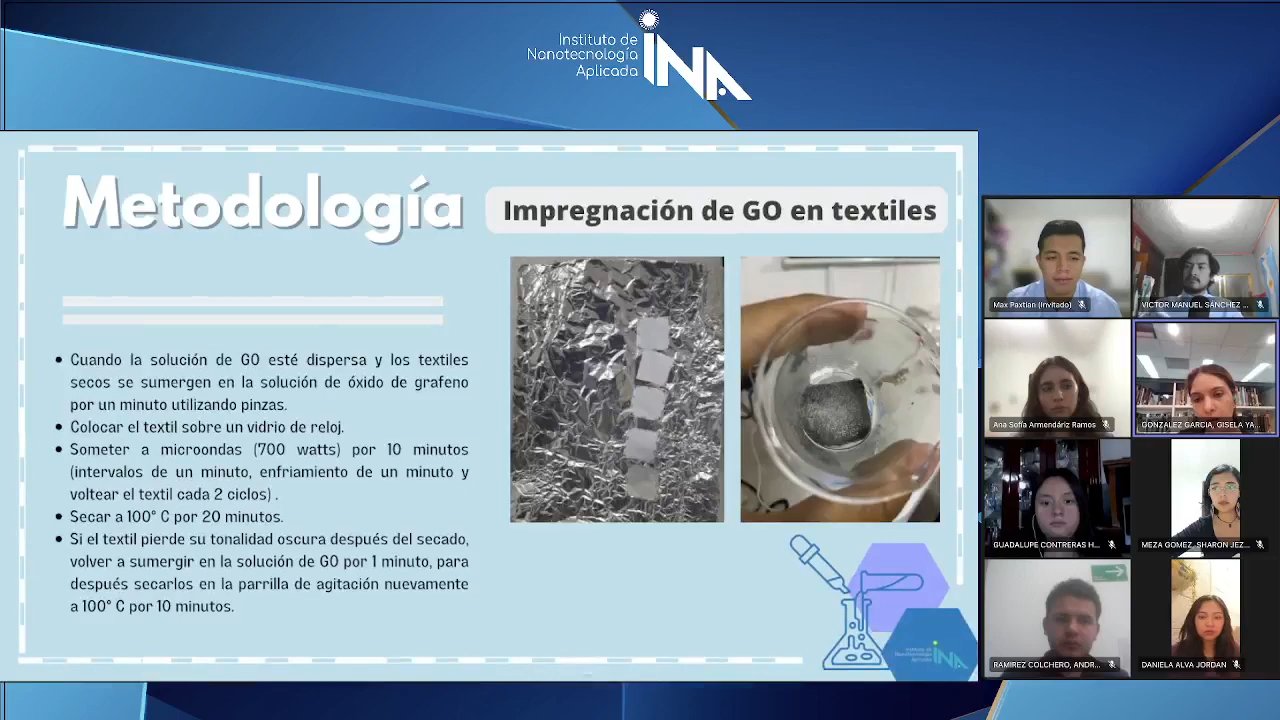 Instituto de
Nanotecnología
Aplicada
INA
Metodología
Impregnación de GO en textiles
Cuando la solución de GO esté dispersa y los textiles
secos se sumergen en la solución de óxido de grafeno
por un minuto utilizando pinzas.
Colocar el textil sobre un vidrio de reloj.
Someter a microondas (700 watts) por 10 minutos
(intervalos de un minuto, enfriamiento de un minuto y
voltear el textil cada 2 ciclos) .
Secar a 100° C por 20 minutos.
Si el textil pierde su tonalidad oscura después del secado,
volver a sumergir en la solución de GO por 1 minuto, para
después secarlos en la parrilla de agitación nuevamente
a 100° C por 10 minutos.
Instituto de
Nanotecnología
Aplicada
INA
Max Paxtian (Invitado)
VICTOR MANUEL SÁNCHEZ ...
Ana Sofía Armendáriz Ramos
GONZALEZ GARCIA, GISELA YA...
GUADALUPE CONTRERAS H...
MEZA GOMEZ, SHARON JEZ...
RAMIREZ COLCHERO, ANDR...
DANIELA ALVA JORDAN